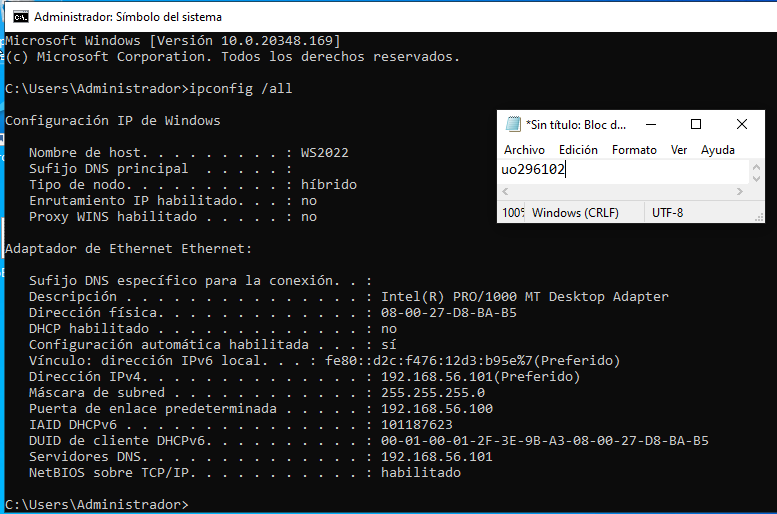 Administrador: Símbolo del sistema
Microsoft Windows [Versión 10.0.20348.169]
(c) Microsoft Corporation. Todos los derechos reservados.
C:\Users\Administrador>ipconfig /all
Configuración IP de Windows
   Nombre de host. . . . . . . . . : WS2022
   Sufijo DNS principal  . . . . . :
   Tipo de nodo. . . . . . . . . . : híbrido
   Enrutamiento IP habilitado. . . : no
   Proxy WINS habilitado . . . . . : no
Adaptador de Ethernet Ethernet:
   Sufijo DNS específico para la conexión. . :
   Descripción . . . . . . . . . . . . . . . : Intel(R) PRO/1000 MT Desktop Adapter
   Dirección física. . . . . . . . . . . . . : 08-00-27-D8-BA-B5
   DHCP habilitado . . . . . . . . . . . . . : no
   Configuración automática habilitada . . . : sí
   Vínculo: dirección IPv6 local. . . : fe80::d2c:f476:12d3:b95e%7(Preferido)
   Dirección IPv4. . . . . . . . . . . . . . : 192.168.56.101(Preferido)
   Máscara de subred . . . . . . . . . . . . : 255.255.255.0
   Puerta de enlace predeterminada . . . . . : 192.168.56.100
   IAID DHCPv6 . . . . . . . . . . . . . . . : 101187623
   DUID de cliente DHCPv6. . . . . . . . . . : 00-01-00-01-2F-3E-9B-A3-08-00-27-D8-BA-B5
   Servidores DNS. . . . . . . . . . . . . . : 192.168.56.101
   NetBIOS sobre TCP/IP. . . . . . . . . . . : habilitado
C:\Users\Administrador>
*Sin título: Bloc d...
Archivo Edición Formato Ver Ayuda
uo296102
100% Windows (CRLF) UTF-8